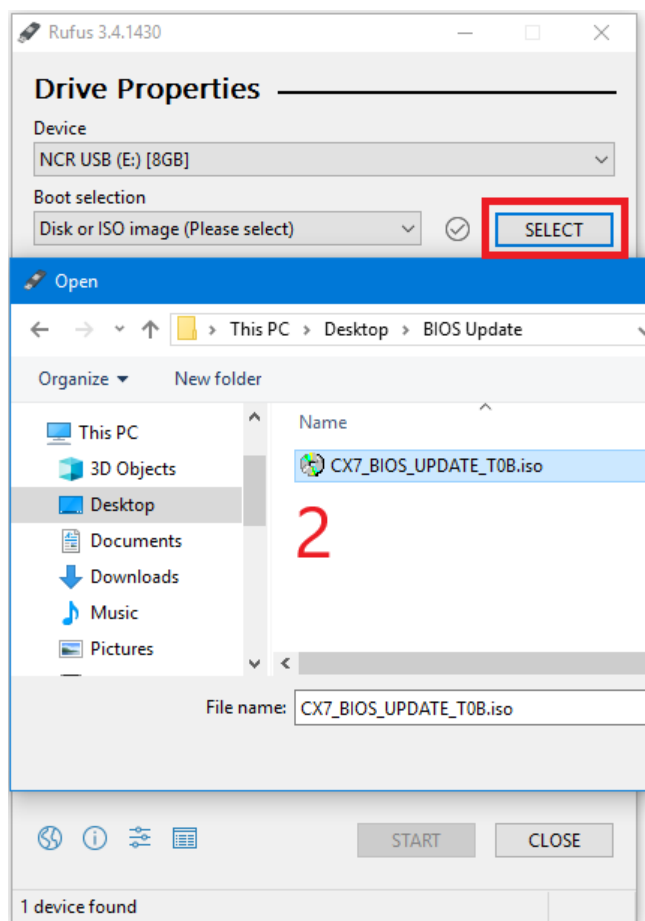 Rufus 3.4.1430
Drive Properties
Device
NCR USB (E:) [8GB]
Boot selection
Disk or ISO image (Please select)
SELECT
Open
This PC > Desktop > BIOS Update
Organize
New folder
This PC
3D Objects
Desktop
Documents
Downloads
Music
Pictures
Name
CX7_BIOS_UPDATE_T0B.iso
2
File name: CX7_BIOS_UPDATE_T0B.iso
START
CLOSE
1 device found